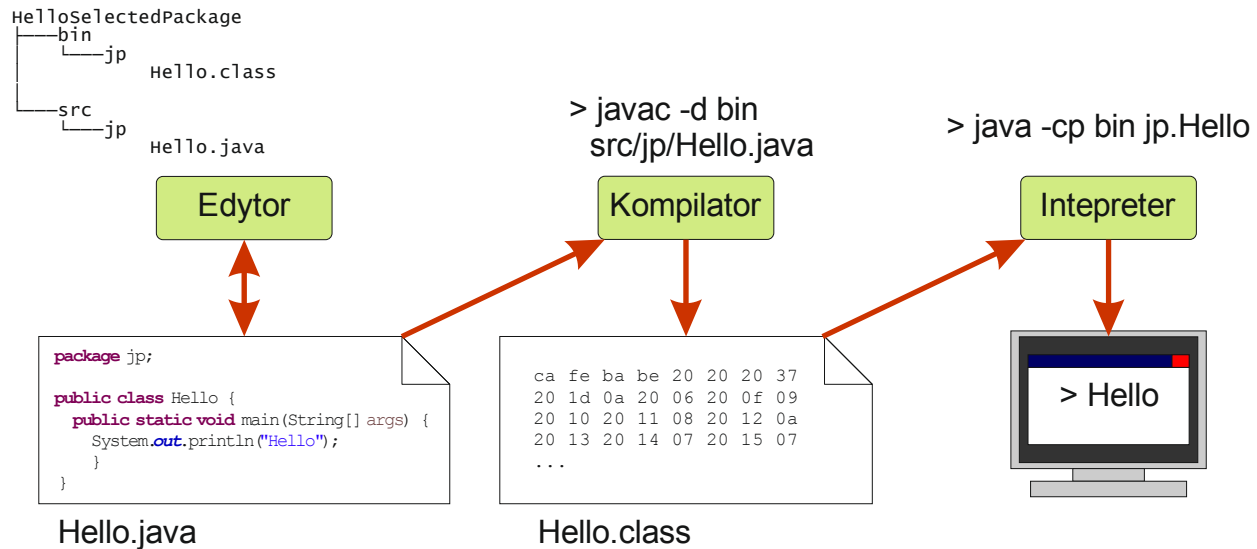 HelloSelectedPackage
├───bin
│   └───jp
│           Hello.class
│
└───src
    └───jp
            Hello.java
> javac -d bin
src/jp/Hello.java
> java -cp bin jp.Hello
Edytor
Kompilator
Intepreter
package jp;
public class Hello {
public static void main(String[] args) {
System.out.println("Hello");
}
}
Hello.java
ca fe ba be 20 20 20 37
20 1d 0a 20 06 20 0f 09
20 10 20 11 08 20 12 0a
20 13 20 14 07 20 15 07
...
Hello.class
> Hello